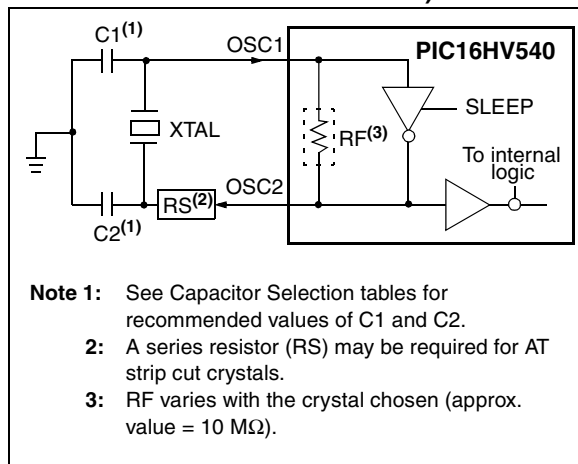 C1(1)
OSC1
PIC16HV540
SLEEP
XTAL
RF(3)
To internal
logic
OSC2
RS(2)
C2(1)
Note 1: See Capacitor Selection tables for
recommended values of C1 and C2.
2: A series resistor (RS) may be required for AT
strip cut crystals.
3: RF varies with the crystal chosen (approx.
value = 10 MΩ).